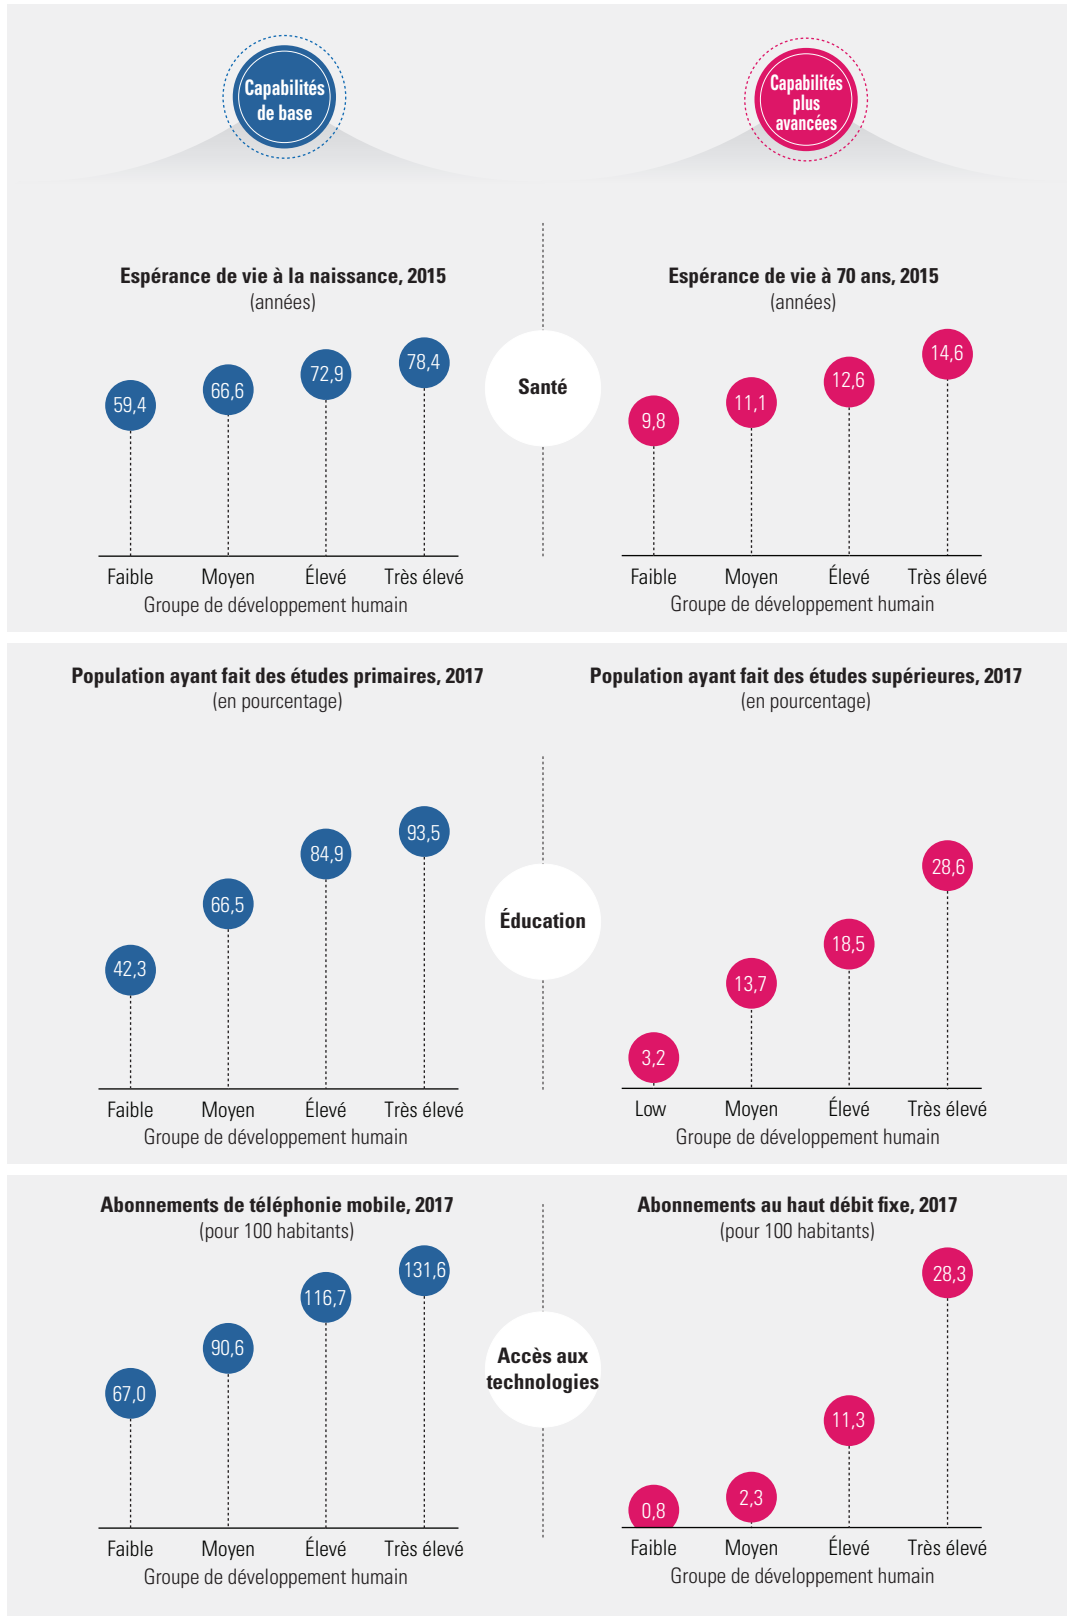 Capabilités
de base
Capabilités
plus
avancées
Espérance de vie à la naissance, 2015
(années)
59,4
66,6
72,9
78,4
Faible Moyen Élevé Très élevé
Groupe de développement humain
Santé
Espérance de vie à 70 ans, 2015
(années)
9,8
11,1
12,6
14,6
Faible Moyen Élevé Très élevé
Groupe de développement humain
Population ayant fait des études primaires, 2017
(en pourcentage)
42,3
66,5
84,9
93,5
Faible Moyen Élevé Très élevé
Groupe de développement humain
Éducation
Population ayant fait des études supérieures, 2017
(en pourcentage)
3,2
13,7
18,5
28,6
Low Moyen Élevé Très élevé
Groupe de développement humain
Abonnements de téléphonie mobile, 2017
(pour 100 habitants)
67,0
90,6
116,7
131,6
Faible Moyen Élevé Très élevé
Groupe de développement humain
Accès aux
technologies
Abonnements au haut débit fixe, 2017
(pour 100 habitants)
0,8
2,3
11,3
28,3
Faible Moyen Élevé Très élevé
Groupe de développement humain